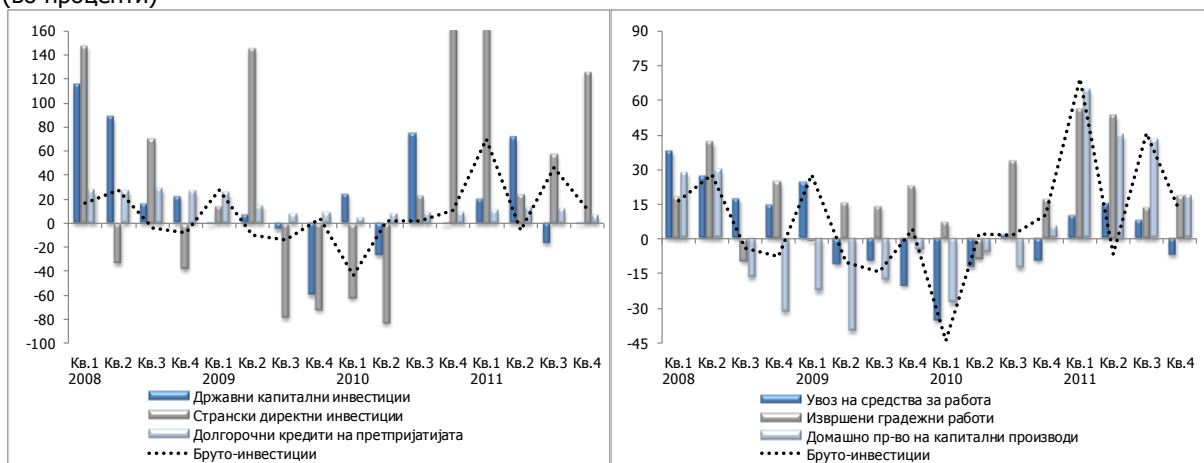 (во проценти)
160
140
120
100
80
60
40
20
0
-20
-40
-60
-80
-100
Кв.1 Кв.2 Кв.3 Кв.4 Кв.1 Кв.2 Кв.3 Кв.4 Кв.1 Кв.2 Кв.3 Кв.4 Кв.1 Кв.2 Кв.3 Кв.4
2008 2009 2010 2011
Државни капитални инвестиции
Странски директни инвестиции
Долгорочни кредити на претпријатијата
Бруто-инвестиции
90
75
60
45
30
15
0
-15
-30
-45
Кв.1 Кв.2 Кв.3 Кв.4 Кв.1 Кв.2 Кв.3 Кв.4 Кв.1 Кв.2 Кв.3 Кв.4 Кв.1 Кв.2 Кв.3 Кв.4
2008 2009 2010 2011
Увоз на средства за работа
Извршени градежни работи
Домашно пр-во на капитални производи
Бруто-инвестиции